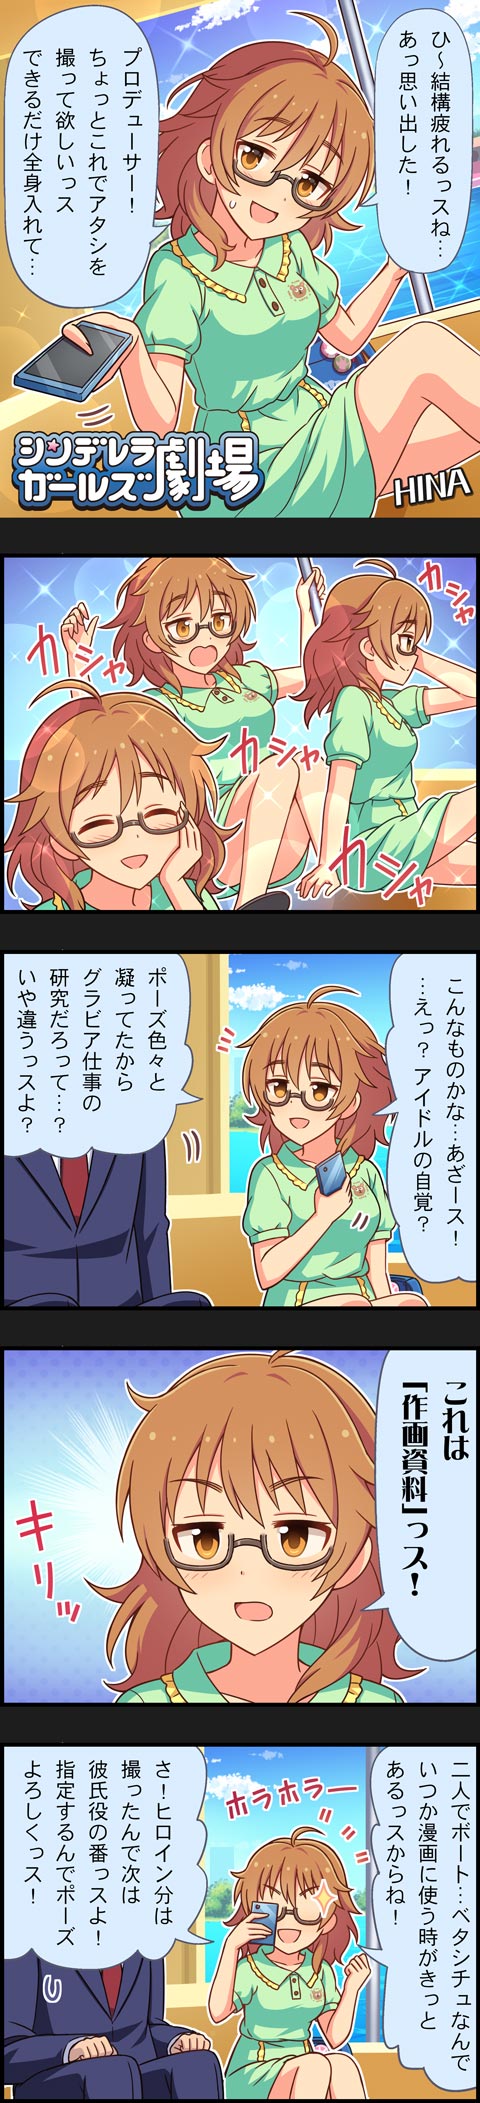 ひ～結構疲れるっスね…
あっ思い出した！
プロデューサー！
ちょっとこれでアタシを
撮って欲しいっス
できるだけ全身入れて…
シンデレラ
ガールズ劇場
HINA
カシャ
カシャ
カシャ
カシャ
こんなものかな…あざース！
…えっ？アイドルの自覚？
ポーズ色々と
凝ってたから
グラビア仕事の
研究だろって…？
いや違うっスよ？
これは
「作画資料」っス！
キリッ
二人でボート…ベタシチュなんで
いつか漫画に使う時がきっと
あるっスからね！
ホラホラー
さ！ヒロイン分は
撮ったんで次は
彼氏役の番っスよ！
指定するんでポーズ
よろしくっス！